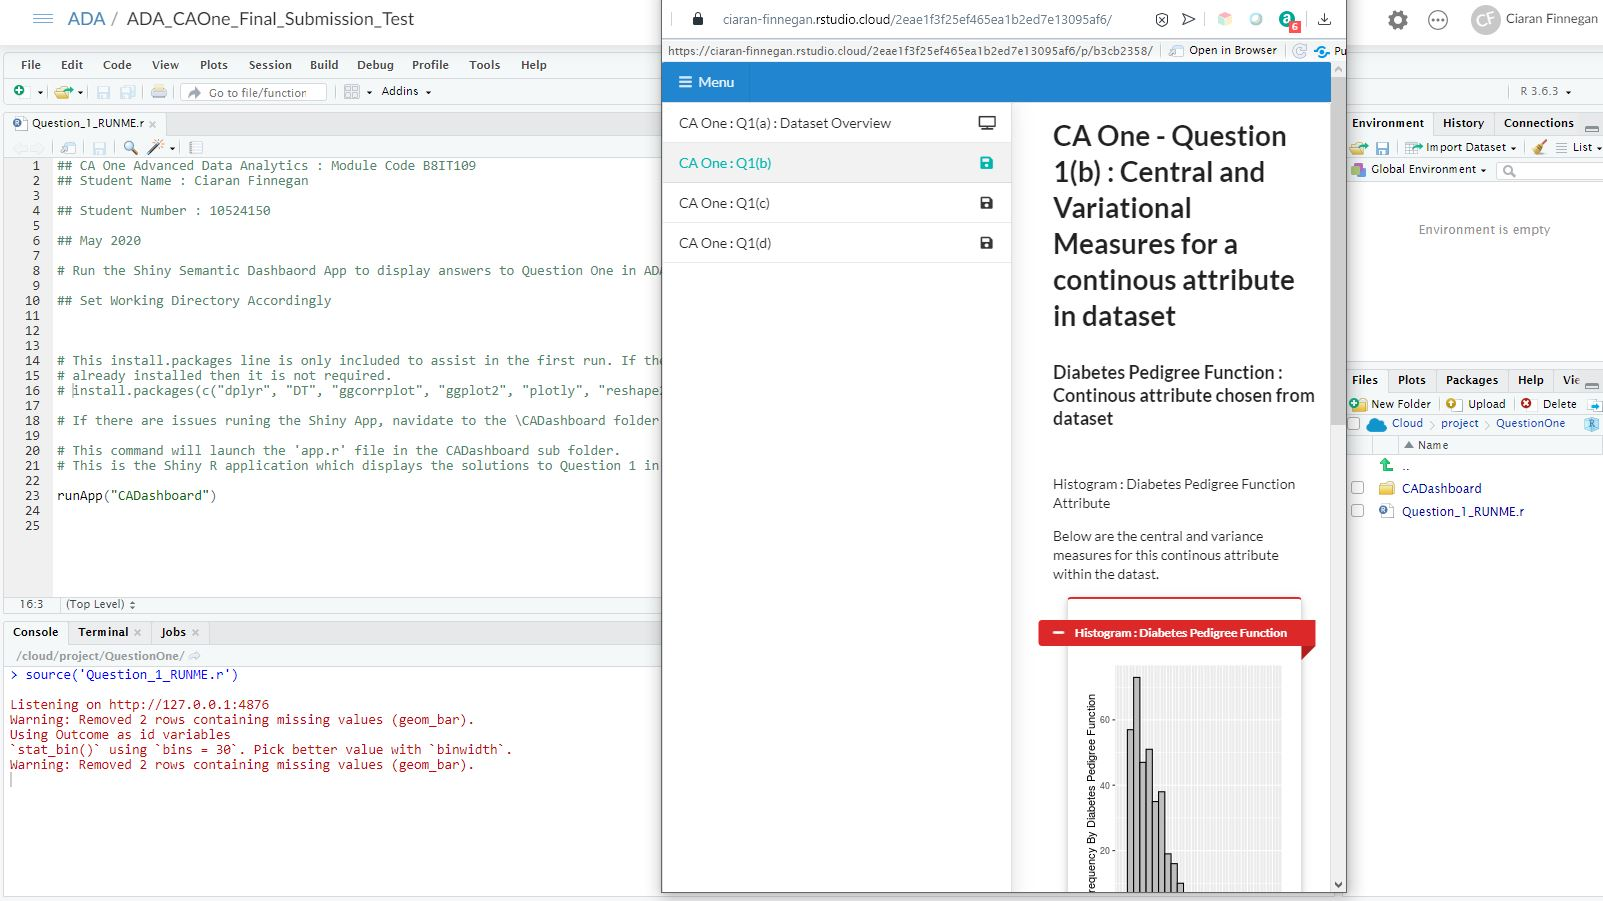 ADA / ADA_CAOne_Final_Submission_Test
File Edit Code View Plots Session Build Debug Profile Tools Help
Go to file/function Addins
Question_1_RUNME.r
1 ## CA One Advanced Data Analytics : Module Code B8IT109
2 ## Student Name : Ciaran Finnegan
3
4 ## Student Number : 10524150
5
6 ## May 2020
7
8 # Run the Shiny Semantic Dashbaord App to display answers to Question One in ADA
9
10 ## Set Working Directory Accordingly
11
12
13
14 # This install.packages line is only included to assist in the first run. If the
15 # already installed then it is not required.
16 # install.packages(c("dplyr", "DT", "ggcorrplot", "ggplot2", "plotly", "reshape2
17
18 # If there are issues runing the Shiny App, navidate to the \CADashboard folder
19
20 # This command will launch the 'app.r' file in the CADashboard sub folder.
21 # This is the Shiny R application which displays the solutions to Question 1 in
22
23 runApp("CADashboard")
24
25
16:3 (Top Level)
Console Terminal Jobs
/cloud/project/QuestionOne/
> source('Question_1_RUNME.r')
Listening on http://127.0.0.1:4876
Warning: Removed 2 rows containing missing values (geom_bar).
Using Outcome as id variables
`stat_bin()` using `bins = 30`. Pick better value with `binwidth`.
Warning: Removed 2 rows containing missing values (geom_bar).
ciaran-finnegan.rstudio.cloud/2eae1f3f25ef465ea1b2ed7e13095af6/
a 6
https://ciaran-finnegan.rstudio.cloud/2eae1f3f25ef465ea1b2ed7e13095af6/p/b3cb2358/ Open in Browser Pu
Menu
CA One : Q1(a) : Dataset Overview
CA One : Q1(b)
CA One : Q1(c)
CA One : Q1(d)
CA One - Question
1(b) : Central and
Variational
Measures for a
continous attribute
in dataset
Diabetes Pedigree Function :
Continous attribute chosen from
dataset
Histogram : Diabetes Pedigree Function
Attribute
Below are the central and variance
measures for this continous attribute
within the datast.
Histogram : Diabetes Pedigree Function
requency By Diabetes Pedigree Function
60
40
20
CF Ciaran Finnegan
R 3.6.3
Environment History Connections
Import Dataset List
Global Environment
Environment is empty
Files Plots Packages Help Vie
New Folder Upload Delete
Cloud project QuestionOne R
Name
..
CADashboard
Question_1_RUNME.r